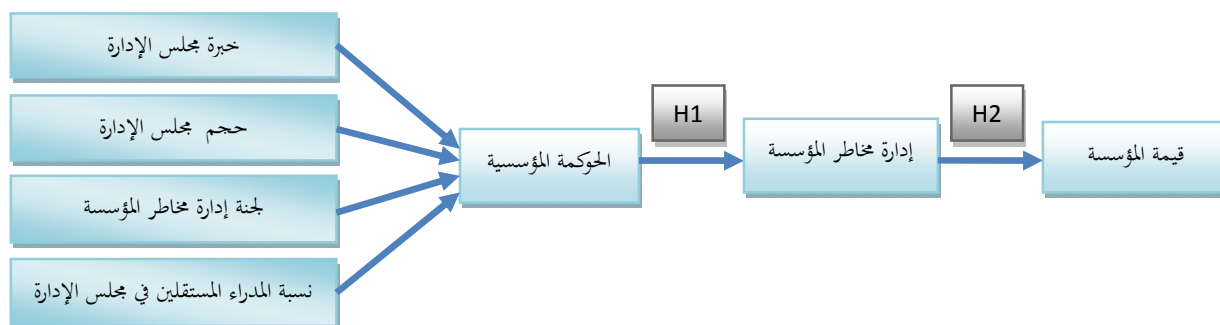 خبرة مجلس الإدارة
حجم مجلس الإدارة
لجنة إدارة مخاطر المؤسسة
نسبة المدراء المستقلين في مجلس الإدارة
الحوكمة المؤسسية
H1
إدارة مخاطر المؤسسة
H2
قيمة المؤسسة